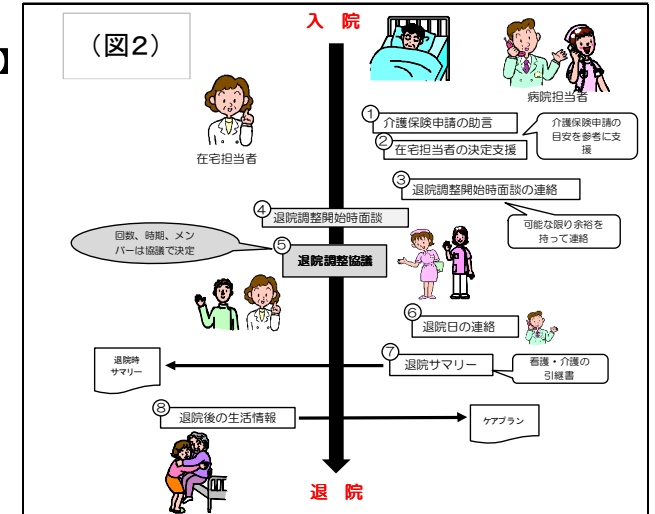 】
（図2）
入 院
在宅担当者
病院担当者
① 介護保険申請の助言
② 在宅担当者の決定支援
介護保険申請の
目安を参考に支
援
③ 退院調整開始時面談の連絡
可能な限り余裕を
持って連絡
④ 退院調整開始時面談
回数、時期、メン
バーは協議で決定
⑤ 退院調整協議
⑥ 退院日の連絡
⑦ 退院サマリー
看護・介護の
引継書
退院時
サマリー
⑧ 退院後の生活情報
ケアプラン
退 院